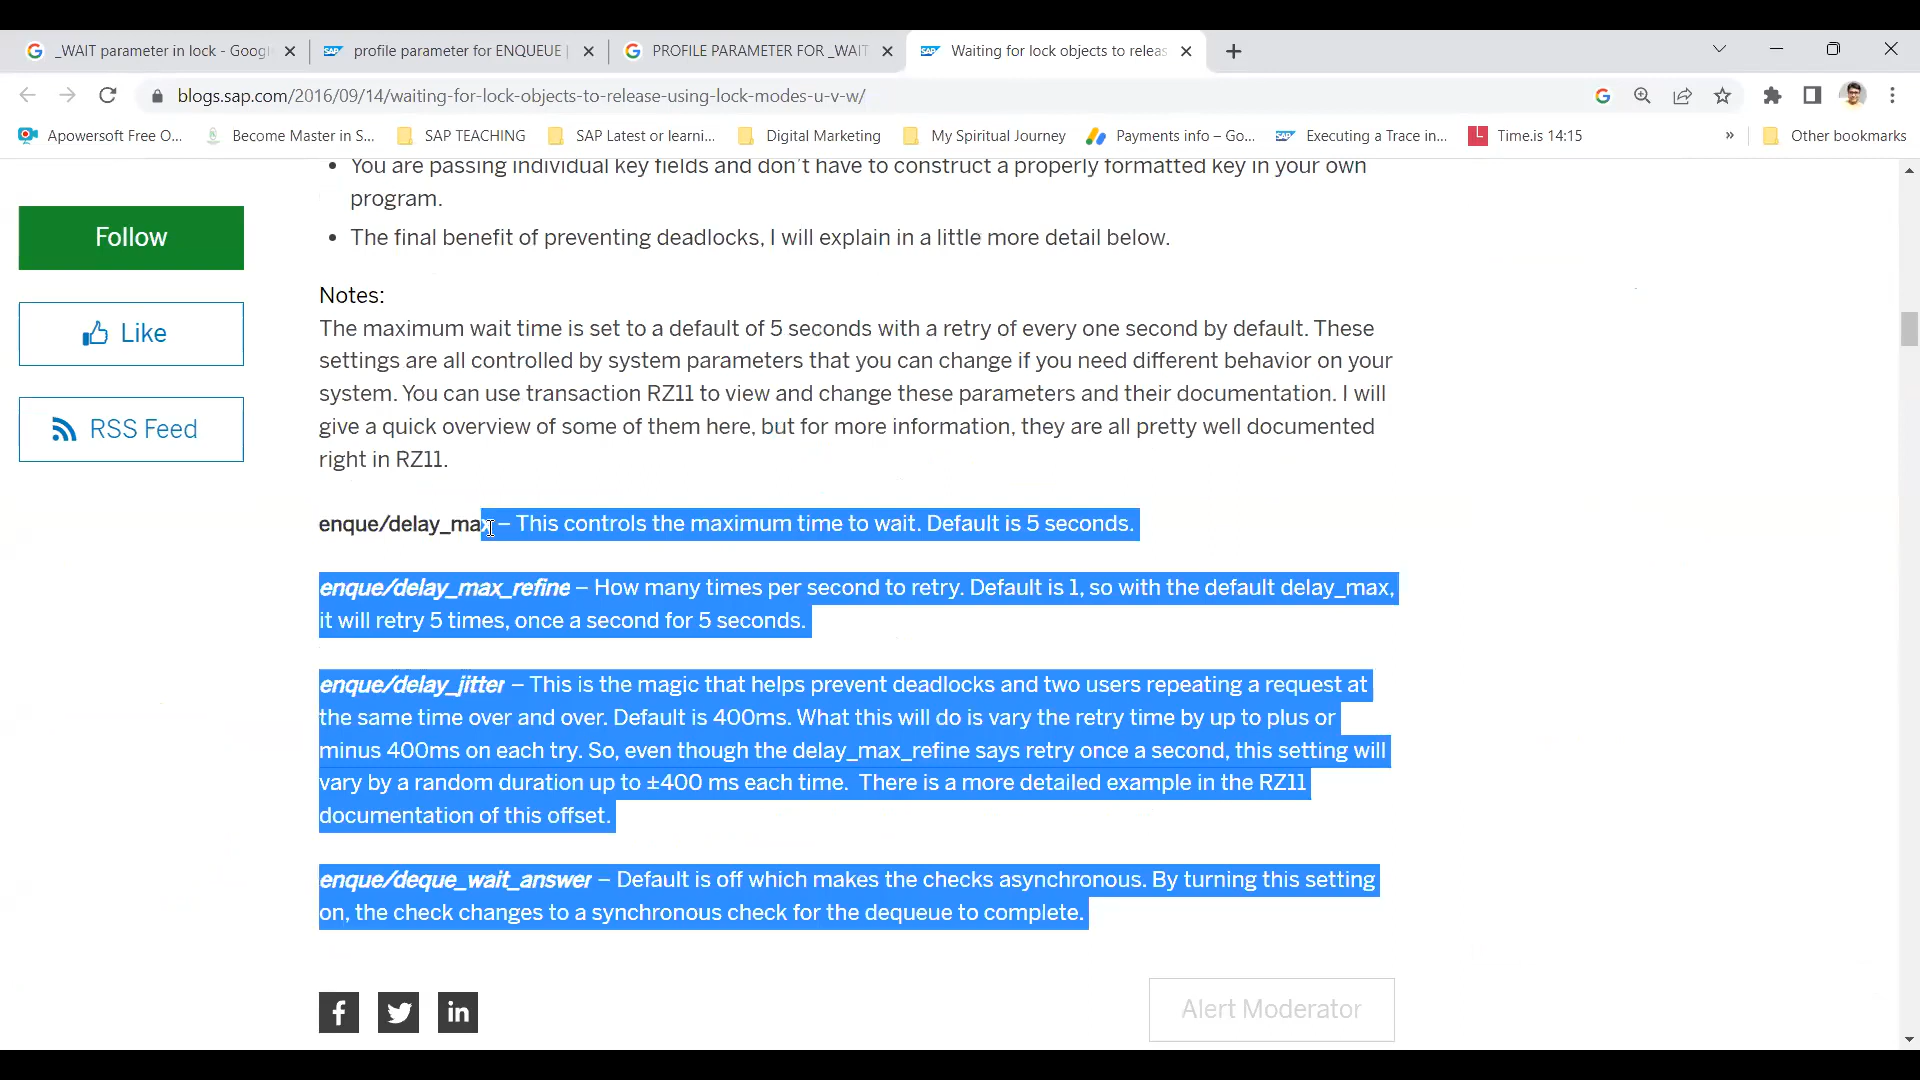 _WAIT parameter in lock - Googl
profile parameter for ENQUEUE |
PROFILE PARAMETER FOR _WAIT
Waiting for lock objects to releas
blogs.sap.com/2016/09/14/waiting-for-lock-objects-to-release-using-lock-modes-u-v-w/
Apowersoft Free O...
Become Master in S...
SAP TEACHING
SAP Latest or learni...
Digital Marketing
My Spiritual Journey
Payments info – Go...
Executing a Trace in...
Time.is 14:15
»
Other bookmarks
• You are passing individual key fields and don't have to construct a properly formatted key in your own
program.
• The final benefit of preventing deadlocks, I will explain in a little more detail below.
Follow
Like
RSS Feed
Notes:
The maximum wait time is set to a default of 5 seconds with a retry of every one second by default. These
settings are all controlled by system parameters that you can change if you need different behavior on your
system. You can use transaction RZ11 to view and change these parameters and their documentation. I will
give a quick overview of some of them here, but for more information, they are all pretty well documented
right in RZ11.
enque/delay_max – This controls the maximum time to wait. Default is 5 seconds.
enque/delay_max_refine – How many times per second to retry. Default is 1, so with the default delay_max,
it will retry 5 times, once a second for 5 seconds.
enque/delay_jitter – This is the magic that helps prevent deadlocks and two users repeating a request at
the same time over and over. Default is 400ms. What this will do is vary the retry time by up to plus or
minus 400ms on each try. So, even though the delay_max_refine says retry once a second, this setting will
vary by a random duration up to ±400 ms each time. There is a more detailed example in the RZ11
documentation of this offset.
enque/deque_wait_answer – Default is off which makes the checks asynchronous. By turning this setting
on, the check changes to a synchronous check for the dequeue to complete.
Alert Moderator